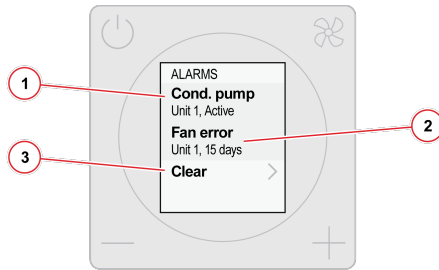 ALARMS
1
Cond. pump
Unit 1, Active
Fan error
2
Unit 1, 15 days
3
Clear